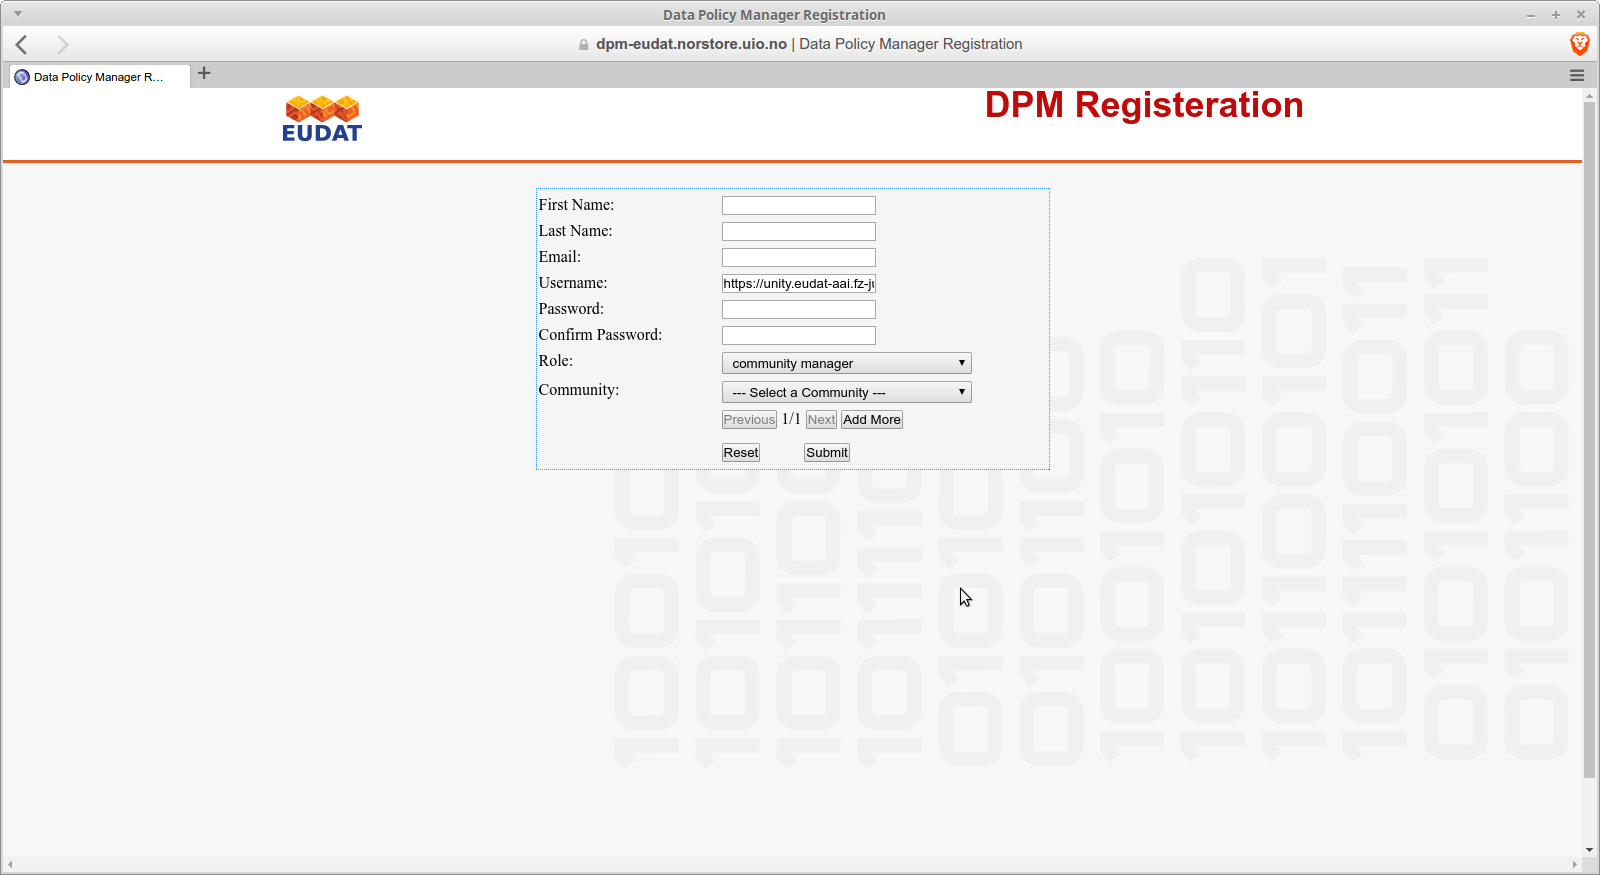 Data Policy Manager Registration
dpm-eudat.norstore.uio.no | Data Policy Manager Registration
Data Policy Manager R...
EUDAT
DPM Registeration
First Name:
Last Name:
Email:
Username: https://unity.eudat-aai.fz-ju
Password:
Confirm Password:
Role: community manager
Community: --- Select a Community ---
Previous 1/1 Next Add More
Reset Submit